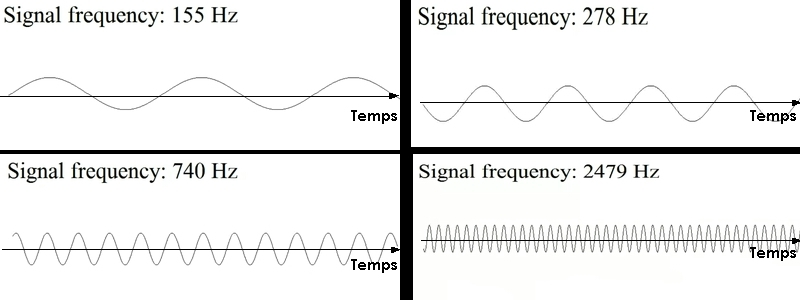 Signal frequency: 155 Hz
Temps
Signal frequency: 278 Hz
Temps
Signal frequency: 740 Hz
Temps
Signal frequency: 2479 Hz
Temps